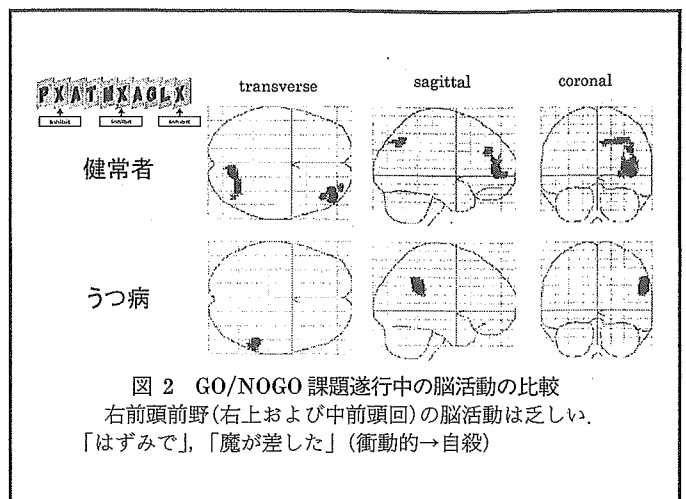 transverse sagittal coronal
PXATNXAGLX
Inhibit Inhibit Inhibit
健常者
うつ病
図 2 GO/NOGO 課題遂行中の脳活動の比較
右前頭前野(右上および中前頭回)の脳活動は乏しい.
「はずみで」,「魔が差した」(衝動的→自殺)